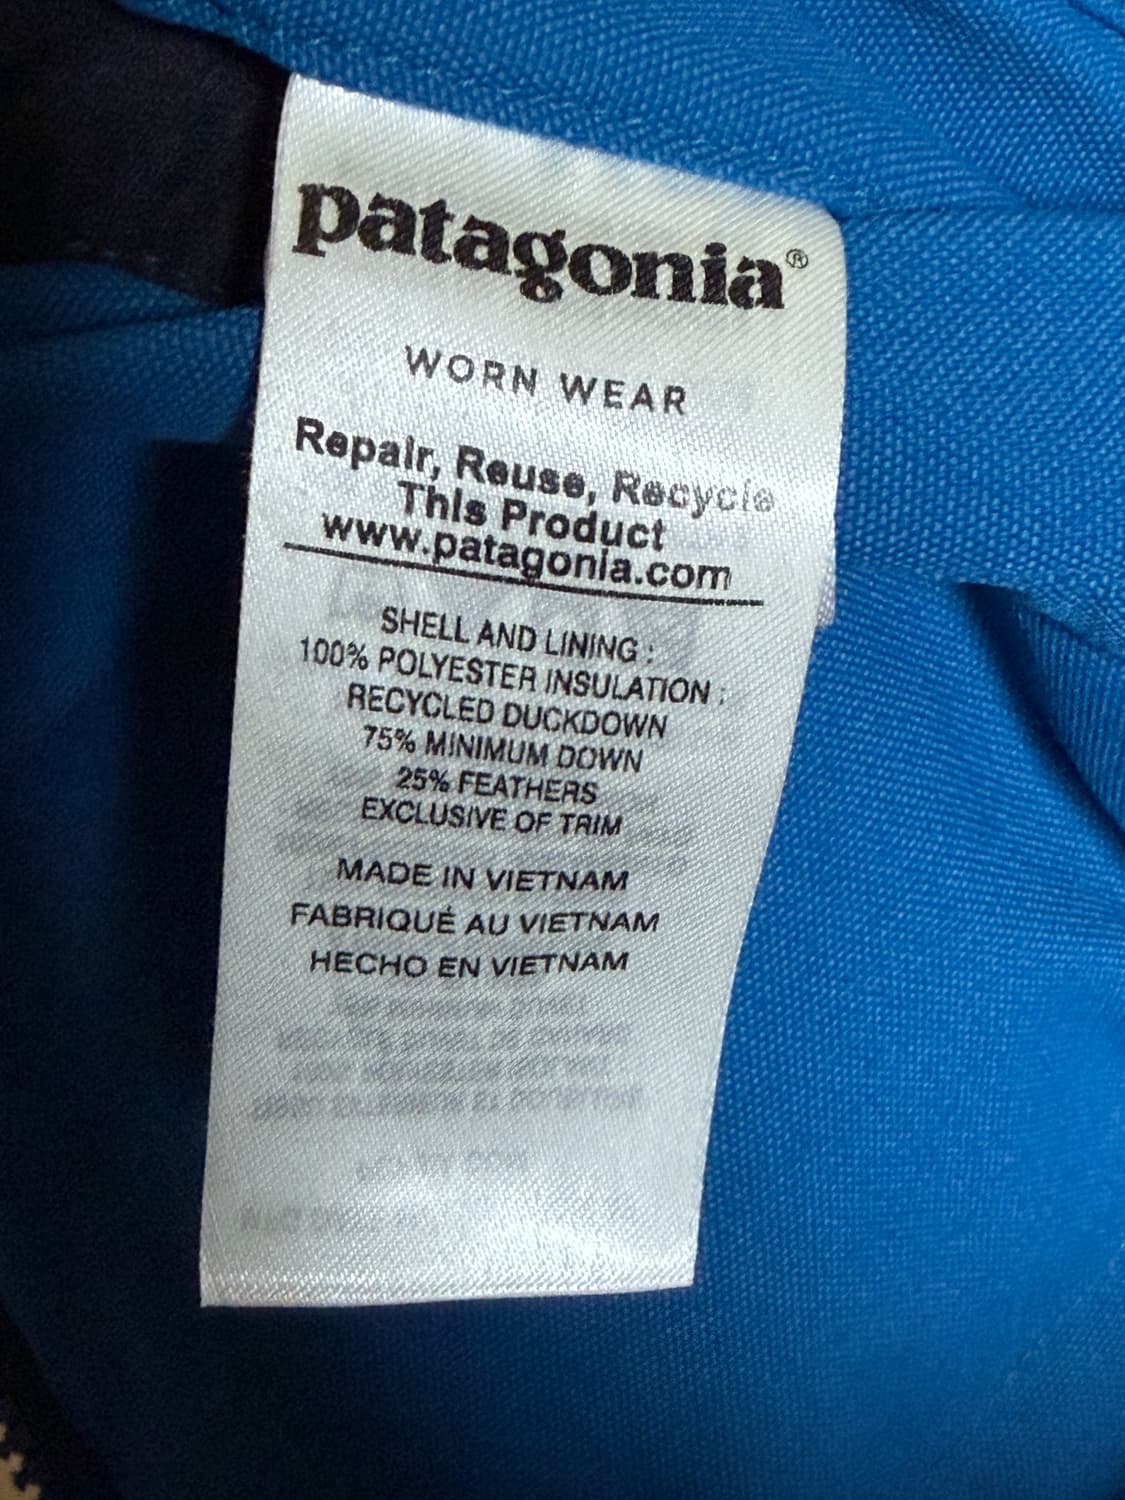 patagonia®
WORN WEAR
Repair, Reuse, Recycle
This Product
www.patagonia.com
SHELL AND LINING :
100% POLYESTER INSULATION :
RECYCLED DUCKDOWN
75% MINIMUM DOWN
25% FEATHERS
EXCLUSIVE OF TRIM
MADE IN VIETNAM
FABRIQUÉ AU VIETNAM
HECHO EN VIETNAM